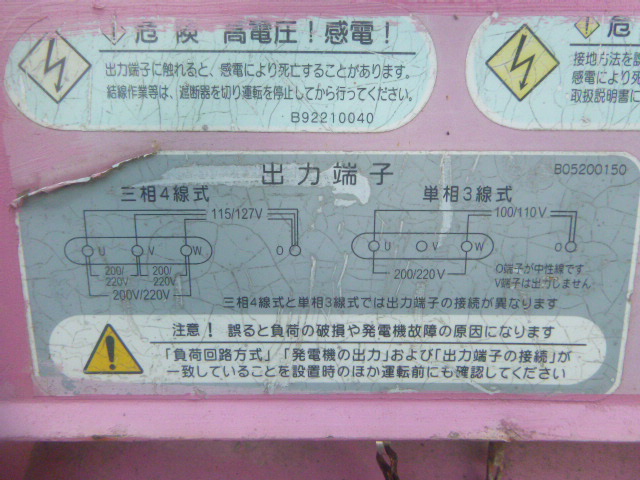 危険 高電圧！感電！
出力端子に触れると、感電により死亡することがあります。
結線作業等は、遮断器を切り運転を停止してから行ってください。
B92210040
危
接地方法を
感電により死
取扱説明書に
出力端子
B05200150
三相4線式
115/127V
U V W O
200/220V 200/220V
200V/220V
単相3線式
100/110V
U V W O
200/220V
O端子が中性線です
V端子は出力しません
三相4線式と単相3線式では出力端子の接続が異なります
注意！ 誤ると負荷の破損や発電機故障の原因になります
「負荷回路方式」「発電機の出力」および「出力端子の接続」が
一致していることを設置時のほか運転前にも確認してください